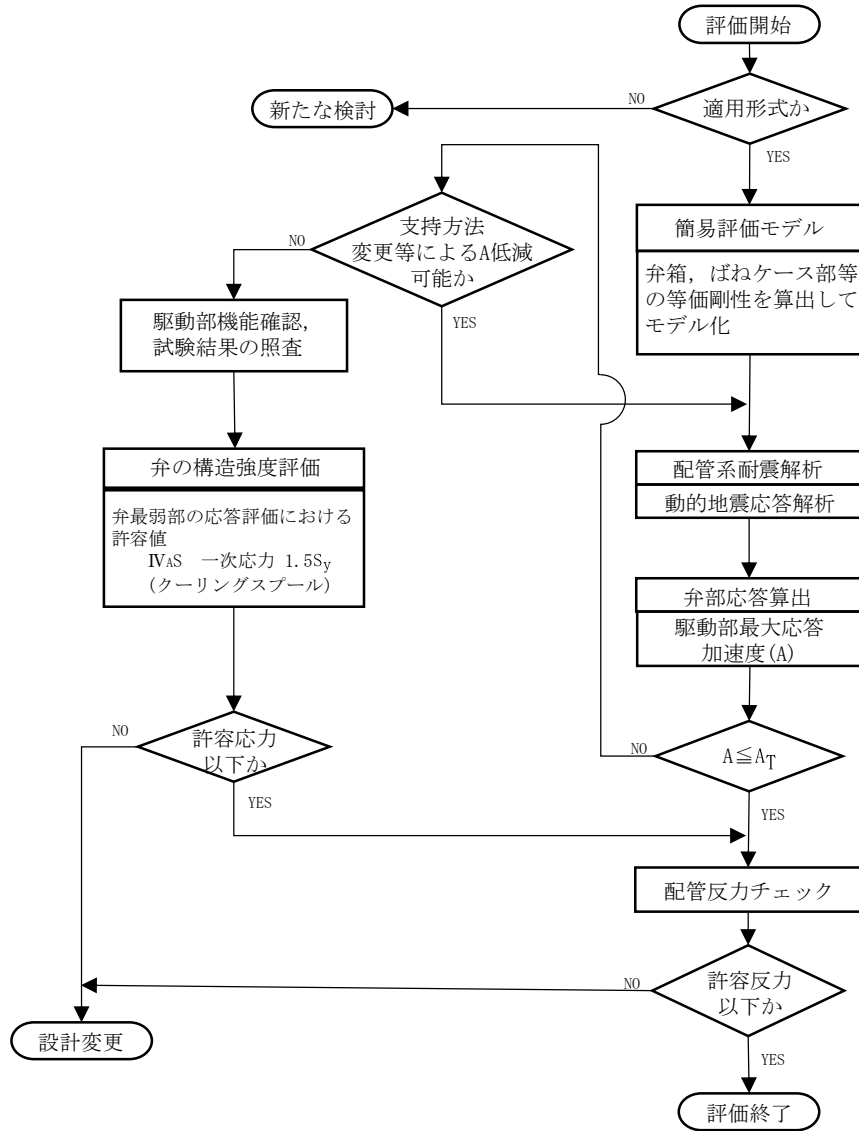 評価開始
適用形式か
NO
新たな検討
YES
簡易評価モデル
弁箱，ばねケース部等
の等価剛性を算出して
モデル化
支持方法
変更等によるA低減
可能か
NO
YES
駆動部機能確認，
試験結果の照査
弁の構造強度評価
弁最弱部の応答評価における
許容値
ⅣAS　一次応力 1.5Sy
(クーリングスプール)
配管系耐震解析
動的地震応答解析
弁部応答算出
駆動部最大応答
加速度(A)
A≦AT
NO
YES
許容応力
以下か
NO
YES
配管反力チェック
許容反力
以下か
NO
YES
設計変更
評価終了